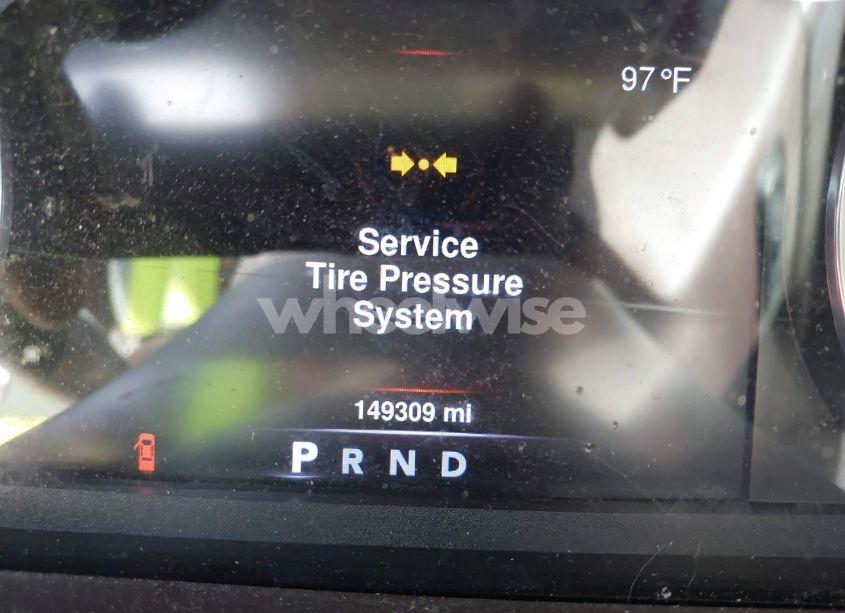 97 °F
Service
Tire Pressure
System
wheelwise
149309 mi
P R N D